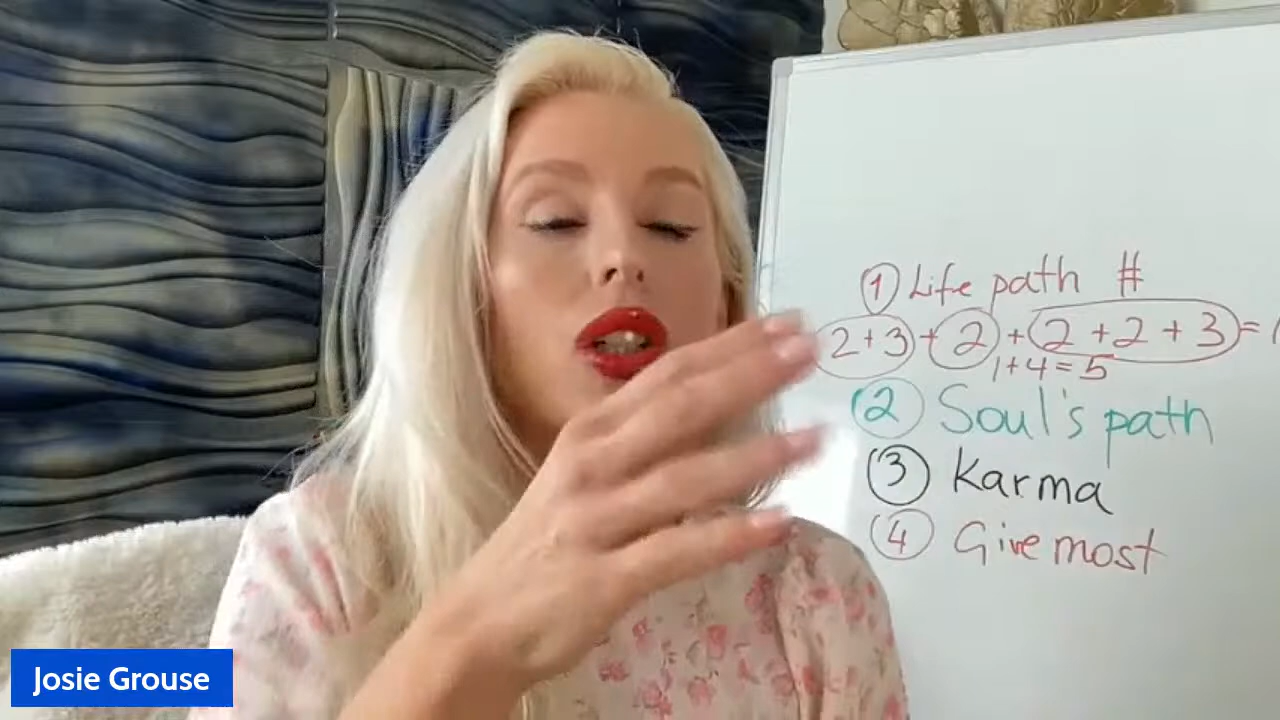 ① Life path #
2+3 + 2 + 2 + 2 + 3 =
1+4=5
② Soul's path
③ Karma
④ Give most
Josie Grouse